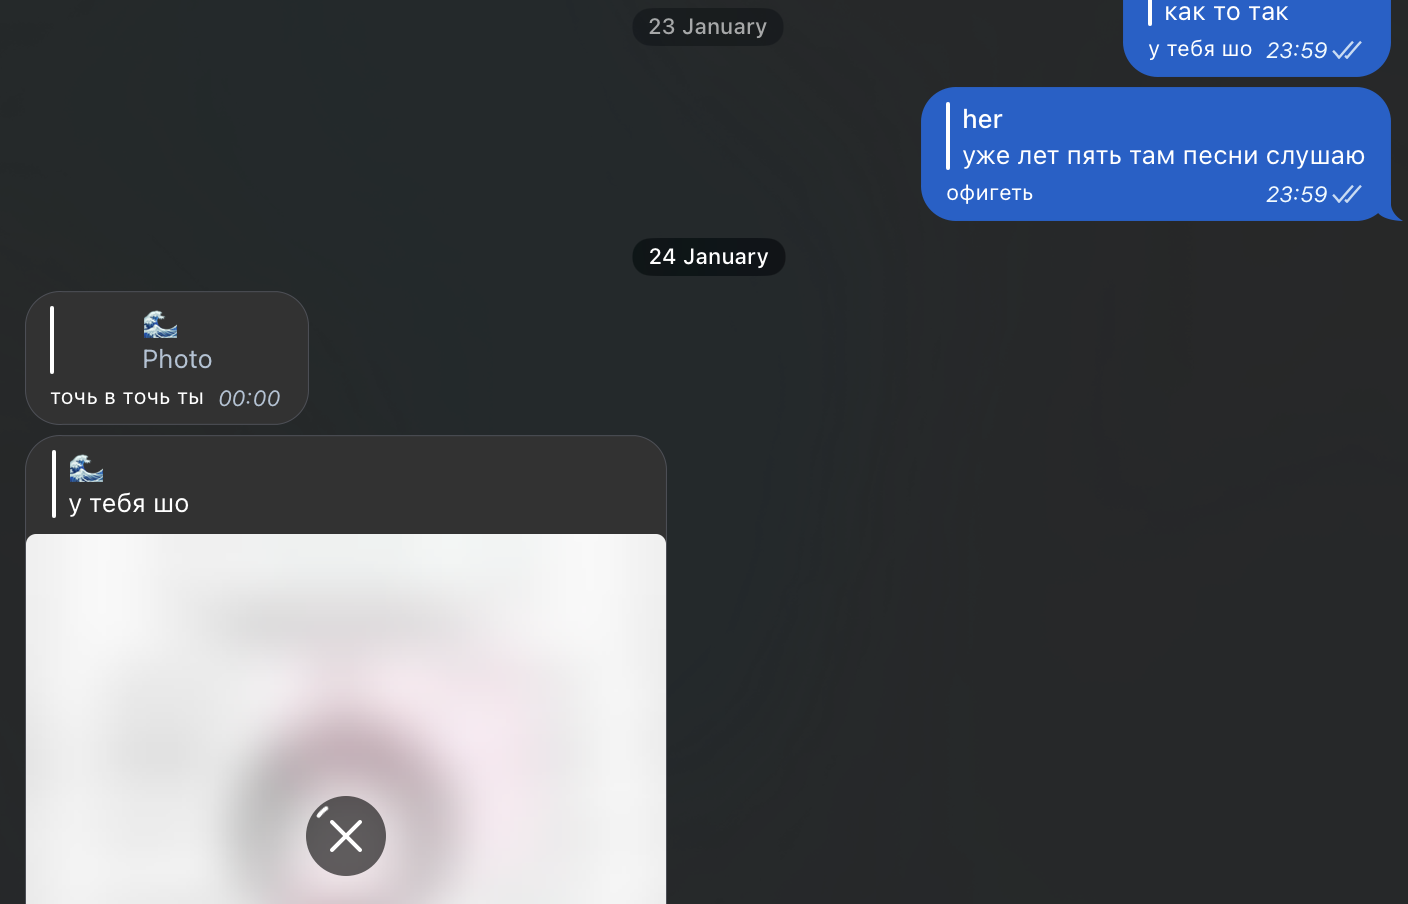 23 January
как то так
у тебя шо 23:59
her
уже лет пять там песни слушаю
офигеть 23:59
24 January
🌊
Photo
точь в точь ты 00:00
🌊
у тебя шо